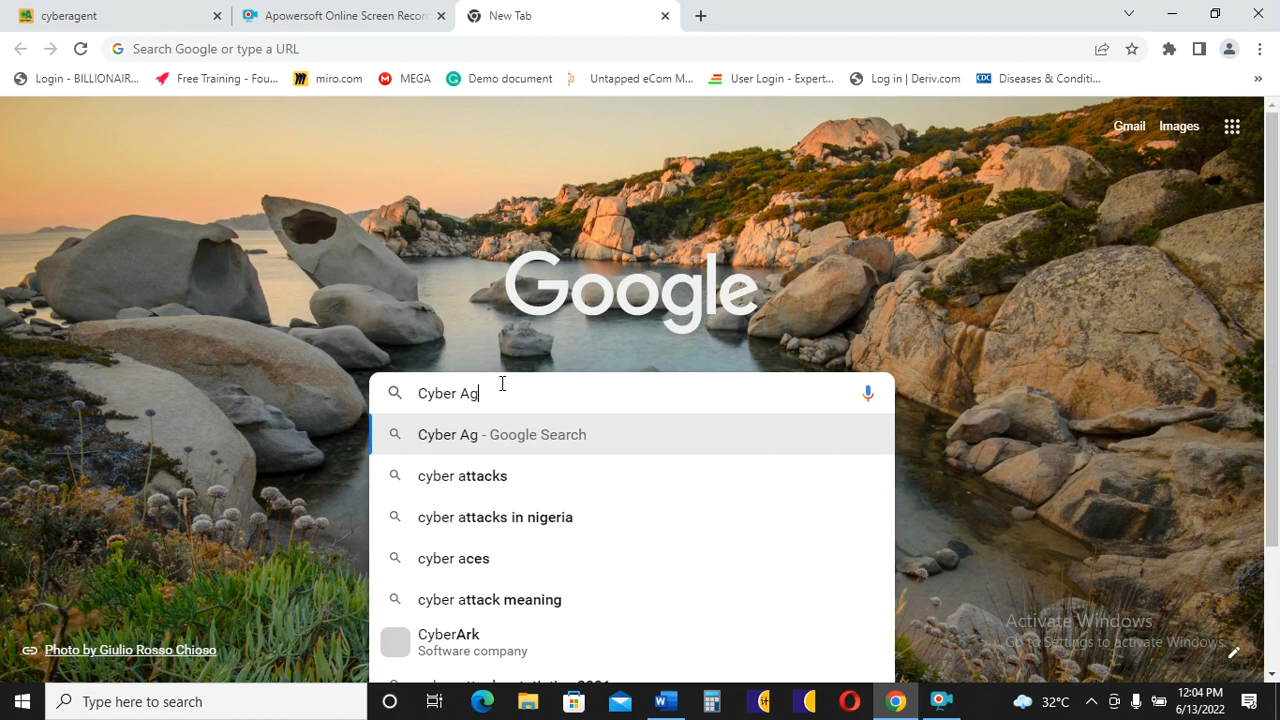 cyberagent
Apowersoft Online Screen Recor
New Tab
Search Google or type a URL
Login - BILLIONAIR...
Free Training - Fou...
miro.com
MEGA
Demo document
Untapped eCom M...
User Login - Expert...
Log in | Deriv.com
CDC
Diseases & Conditi...
»
Gmail Images
Google
Cyber Ag
Cyber Ag - Google Search
cyber attacks
cyber attacks in nigeria
cyber aces
cyber attack meaning
CyberArk
Software company
Activate Windows
Go to Settings to activate Windows.
Photo by Giulio Rosso Chioso
Type here to search
32°C
12:04 PM
6/13/2022